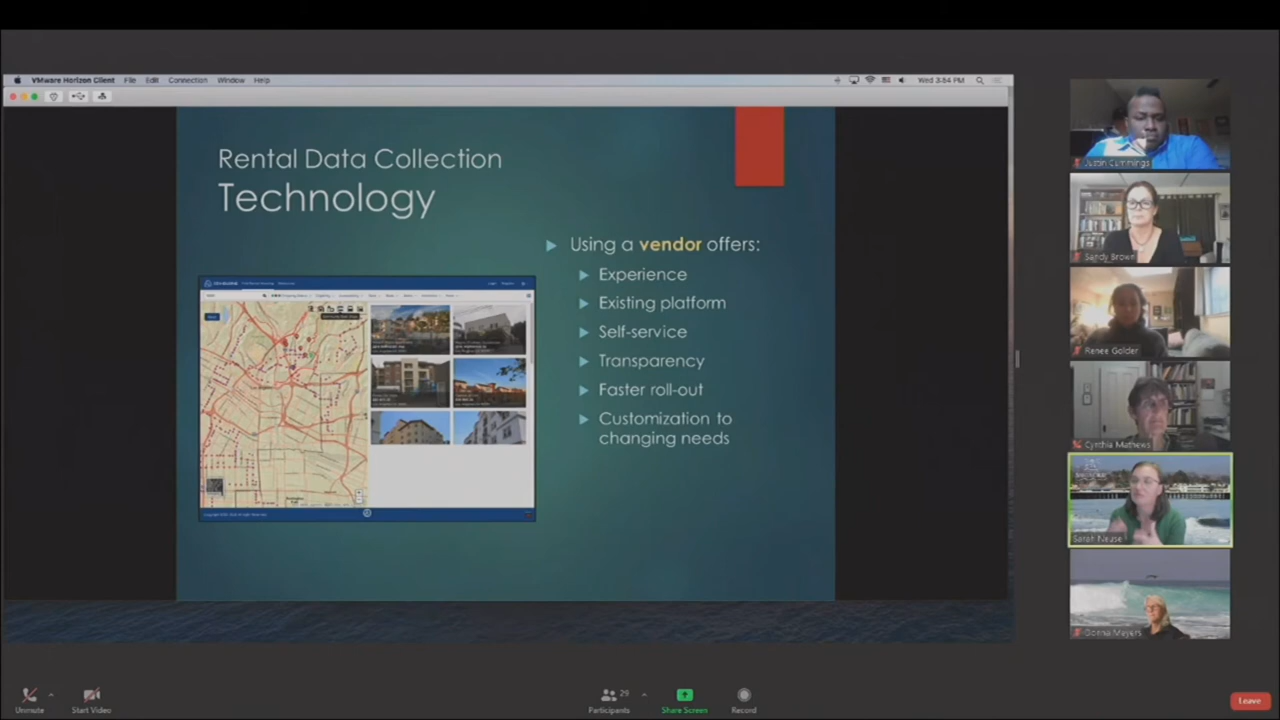 VMware Horizon Client File Edit Connection Window Help
Wed 3:54 PM
Rental Data Collection
Technology
Using a vendor offers:
Experience
Existing platform
Self-service
Transparency
Faster roll-out
Customization to
changing needs
Justin Cummings
Sandy Brown
Renee Golder
Cynthia Mathews
Sarah Neuse
Donna Meyers
Unmute
Start Video
29
Participants
Share Screen
Record
Leave